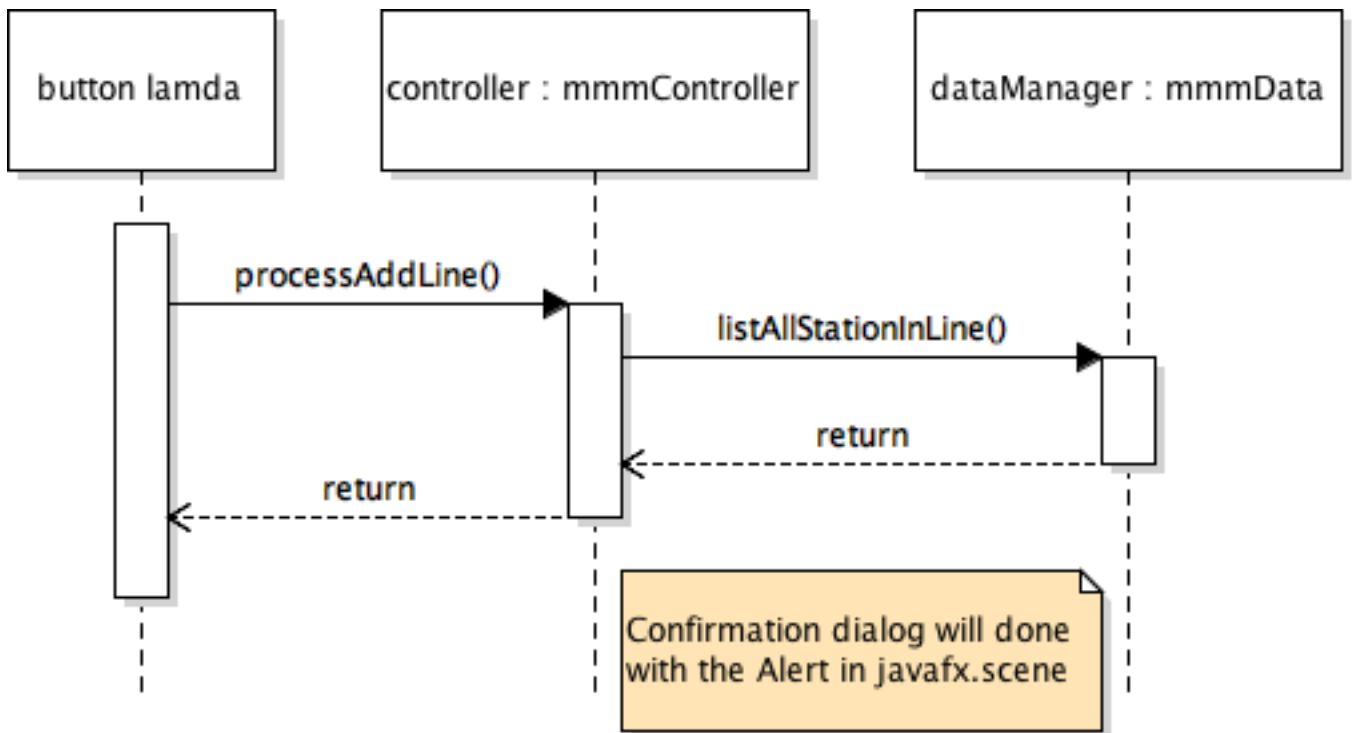 button lamda
controller : mmmController
dataManager : mmmData
processAddLine()
listAllStationInLine()
return
return
Confirmation dialog will done
with the Alert in javafx.scene